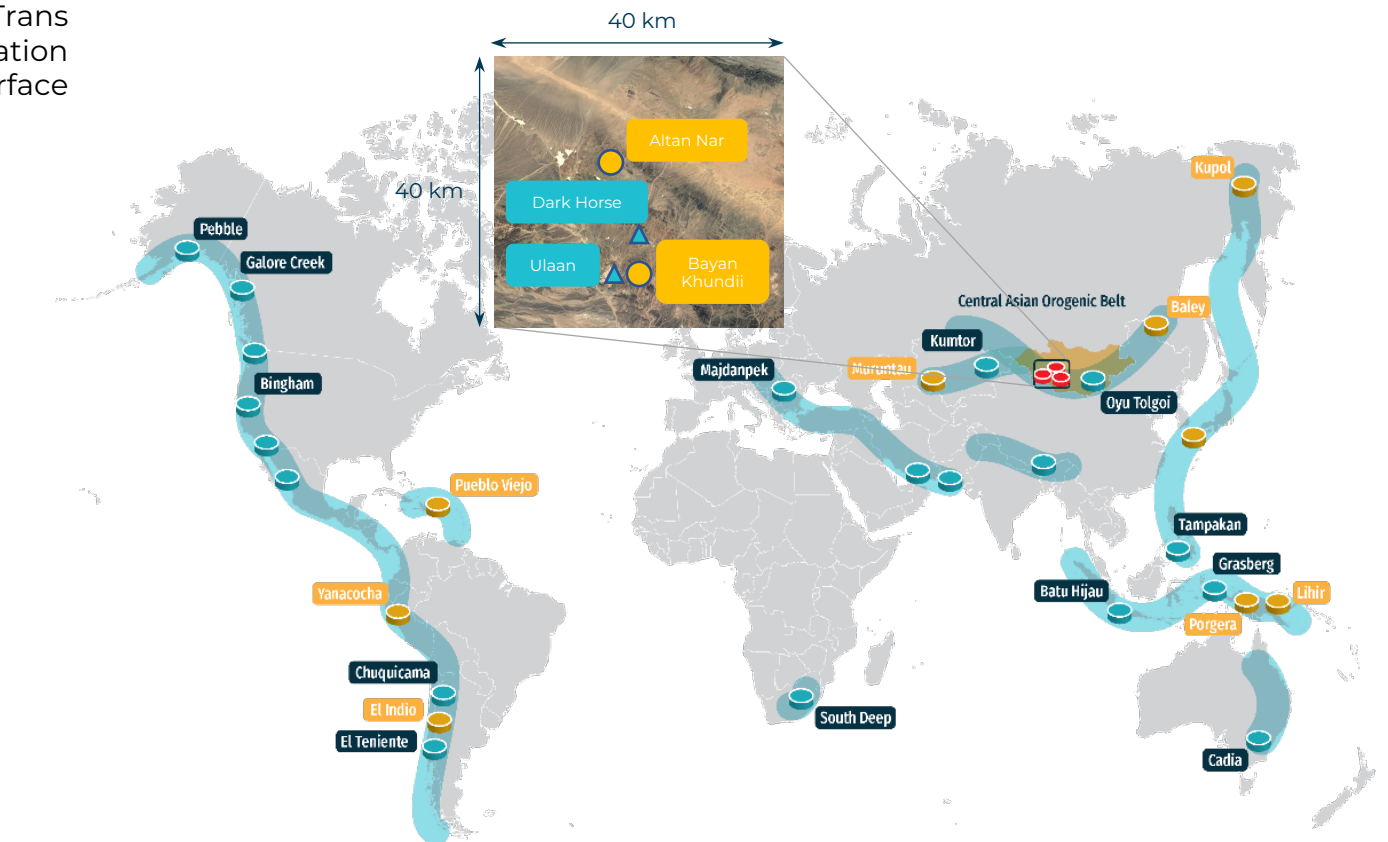 Trans
ation
rface
40 km
40 km
Altan Nar
Dark Horse
Ulaan
Bayan
Khundii
Kupol
Pebble
Galore Creek
Central Asian Orogenic Belt
Baley
Kumtor
Majdanpek
Muruntau
Bingham
Oyu Tolgoi
Pueblo Viejo
Tampakan
Grasberg
Yanacocha
Batu Hijau
Lihir
Porgera
Chuquicama
El Indio
South Deep
El Teniente
Cadia